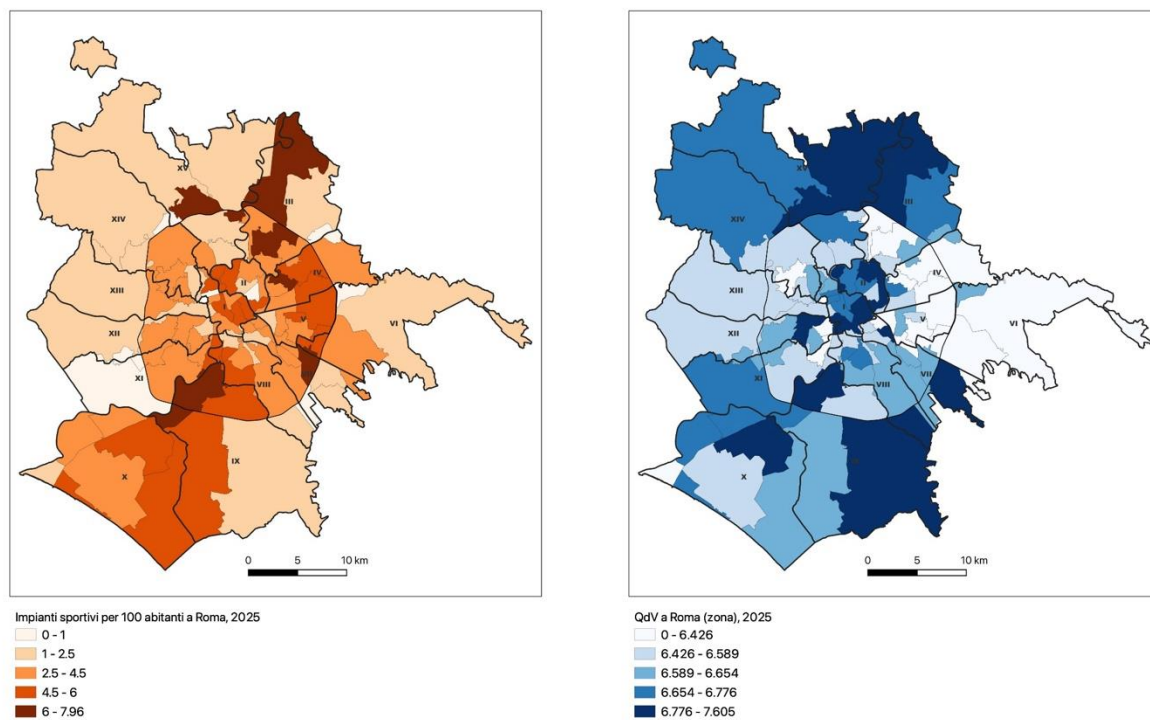 XV
III
XIV
II
IV
XIII
V
VI
XII
XI
VIII
IX
X
0 5 10 km
Impianti sportivi per 100 abitanti a Roma, 2025
0 - 1
1 - 2.5
2.5 - 4.5
4.5 - 6
6 - 7.96
XV
III
XIV
II
IV
XIII
I
V
VI
XII
XI
VIII
VII
X
0 5 10 km
QdV a Roma (zona), 2025
0 - 6.426
6.426 - 6.589
6.589 - 6.654
6.654 - 6.776
6.776 - 7.605